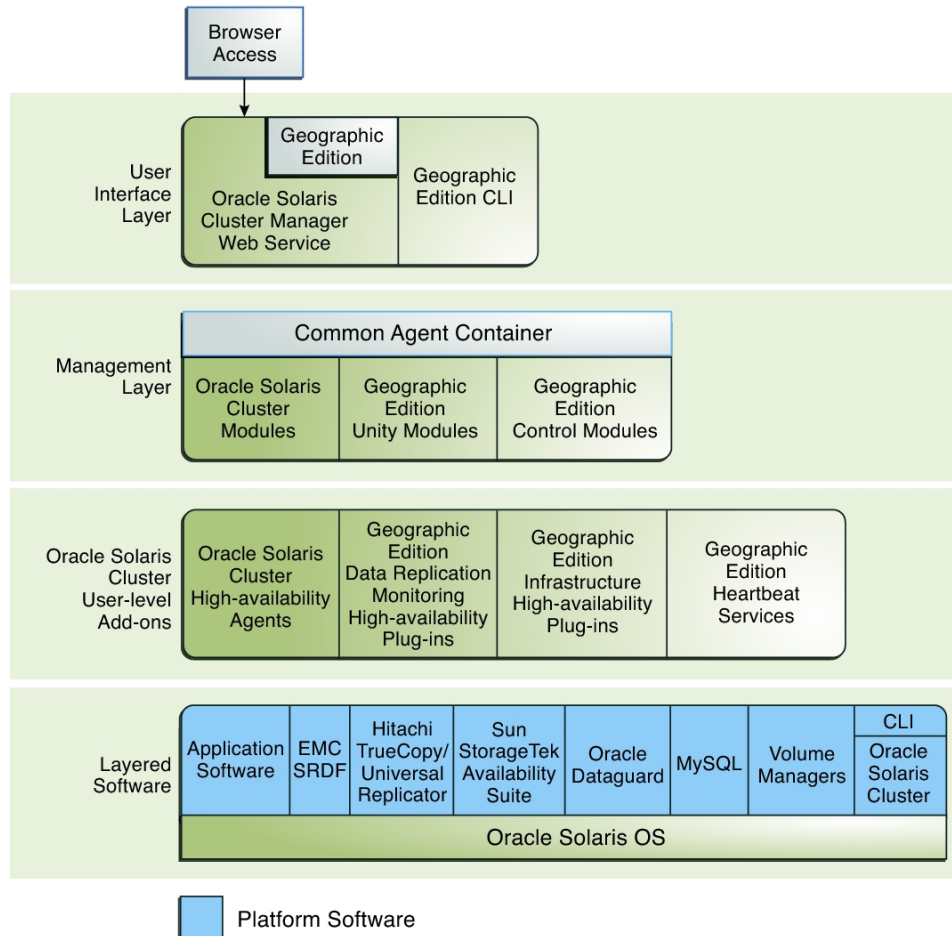 Browser
Access
User
Interface
Layer
Geographic
Edition
Oracle Solaris
Cluster Manager
Web Service
Geographic
Edition CLI
Management
Layer
Common Agent Container
Oracle Solaris
Cluster
Modules
Geographic
Edition
Unity Modules
Geographic
Edition
Control Modules
Oracle Solaris
Cluster
User-level
Add-ons
Oracle Solaris
Cluster
High-availability
Agents
Geographic
Edition
Data Replication
Monitoring
High-availability
Plug-ins
Geographic
Edition
Infrastructure
High-availability
Plug-ins
Geographic
Edition
Heartbeat
Services
Layered
Software
Application
Software
EMC
SRDF
Hitachi
TrueCopy/
Universal
Replicator
Sun
StorageTek
Availability
Suite
Oracle
Dataguard
MySQL
Volume
Managers
CLI
Oracle
Solaris
Cluster
Oracle Solaris OS
Platform Software